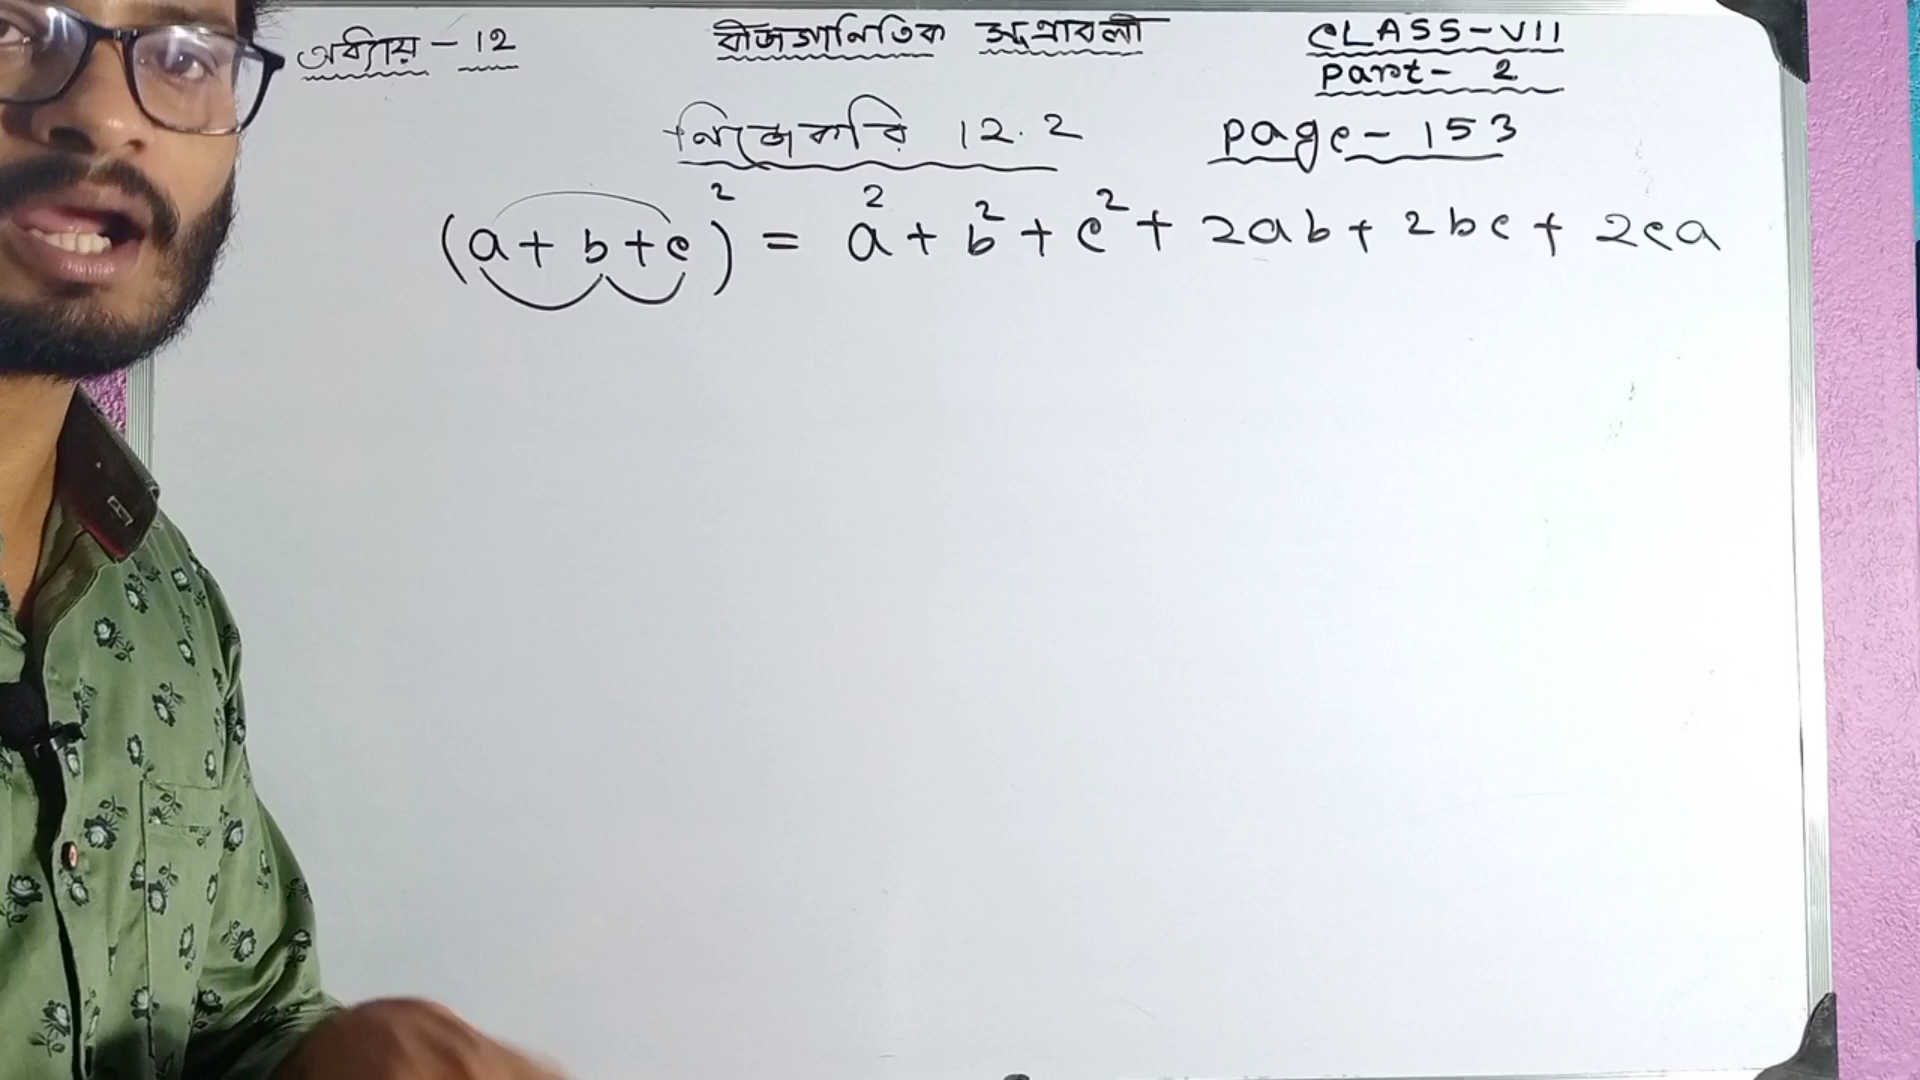 অধ্যায় - 12 বীজগানিতিক সূত্রাবলী CLASS-VII
Part- 2
নিজেকরি 12.2 page- 153
(a + b + c)² = a² + b² + c² + 2ab + 2bc + 2ca